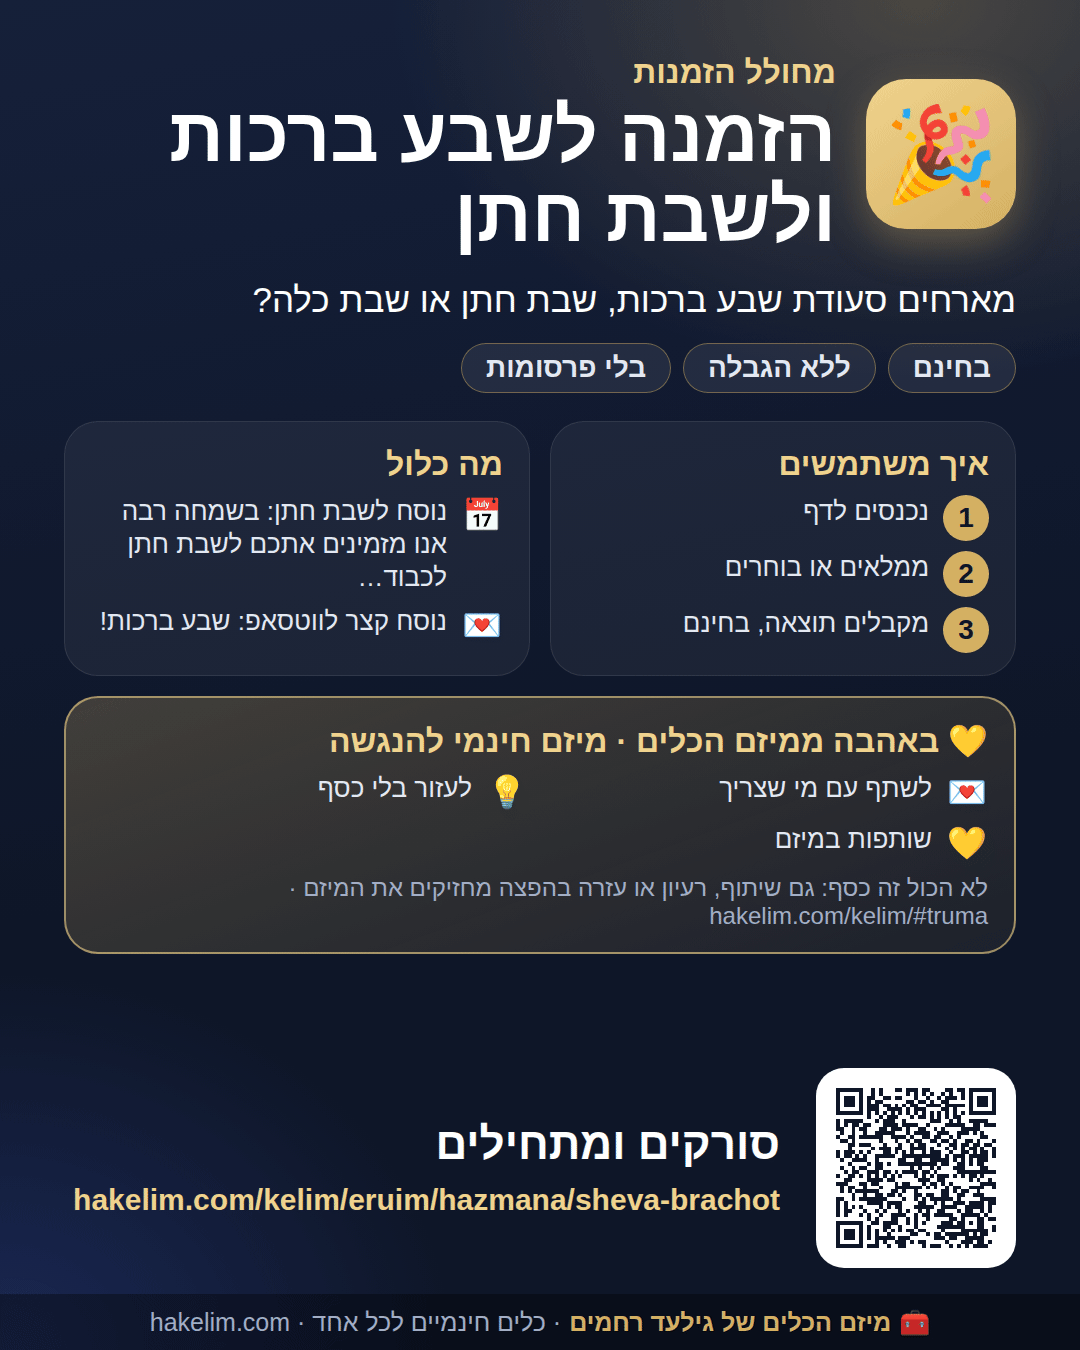 מחולל הזמנות
הזמנה לשבע ברכות
ולשבת חתן
מארחים סעודת שבע ברכות, שבת חתן או שבת כלה?
בחינם
ללא הגבלה
בלי פרסומות
איך משתמשים
1 נכנסים לדף
2 ממלאים או בוחרים
3 מקבלים תוצאה, בחינם
מה כלול
נוסח לשבת חתן: בשמחה רבה
אנו מזמינים אתכם לשבת חתן
לכבוד…
נוסח קצר לווטסאפ: שבע ברכות!
💛 באהבה ממיזם הכלים · מיזם חינמי להנגשה
💌 לשתף עם מי שצריך
💡 לעזור בלי כסף
💛 שותפות במיזם
לא הכול זה כסף: גם שיתוף, רעיון או עזרה בהפצה מחזיקים את המיזם ·
hakelim.com/kelim/#truma
סורקים ומתחילים
hakelim.com/kelim/eruim/hazmana/sheva-brachot
🧰 מיזם הכלים של גילעד רחמים · כלים חינמיים לכל אחד · hakelim.com